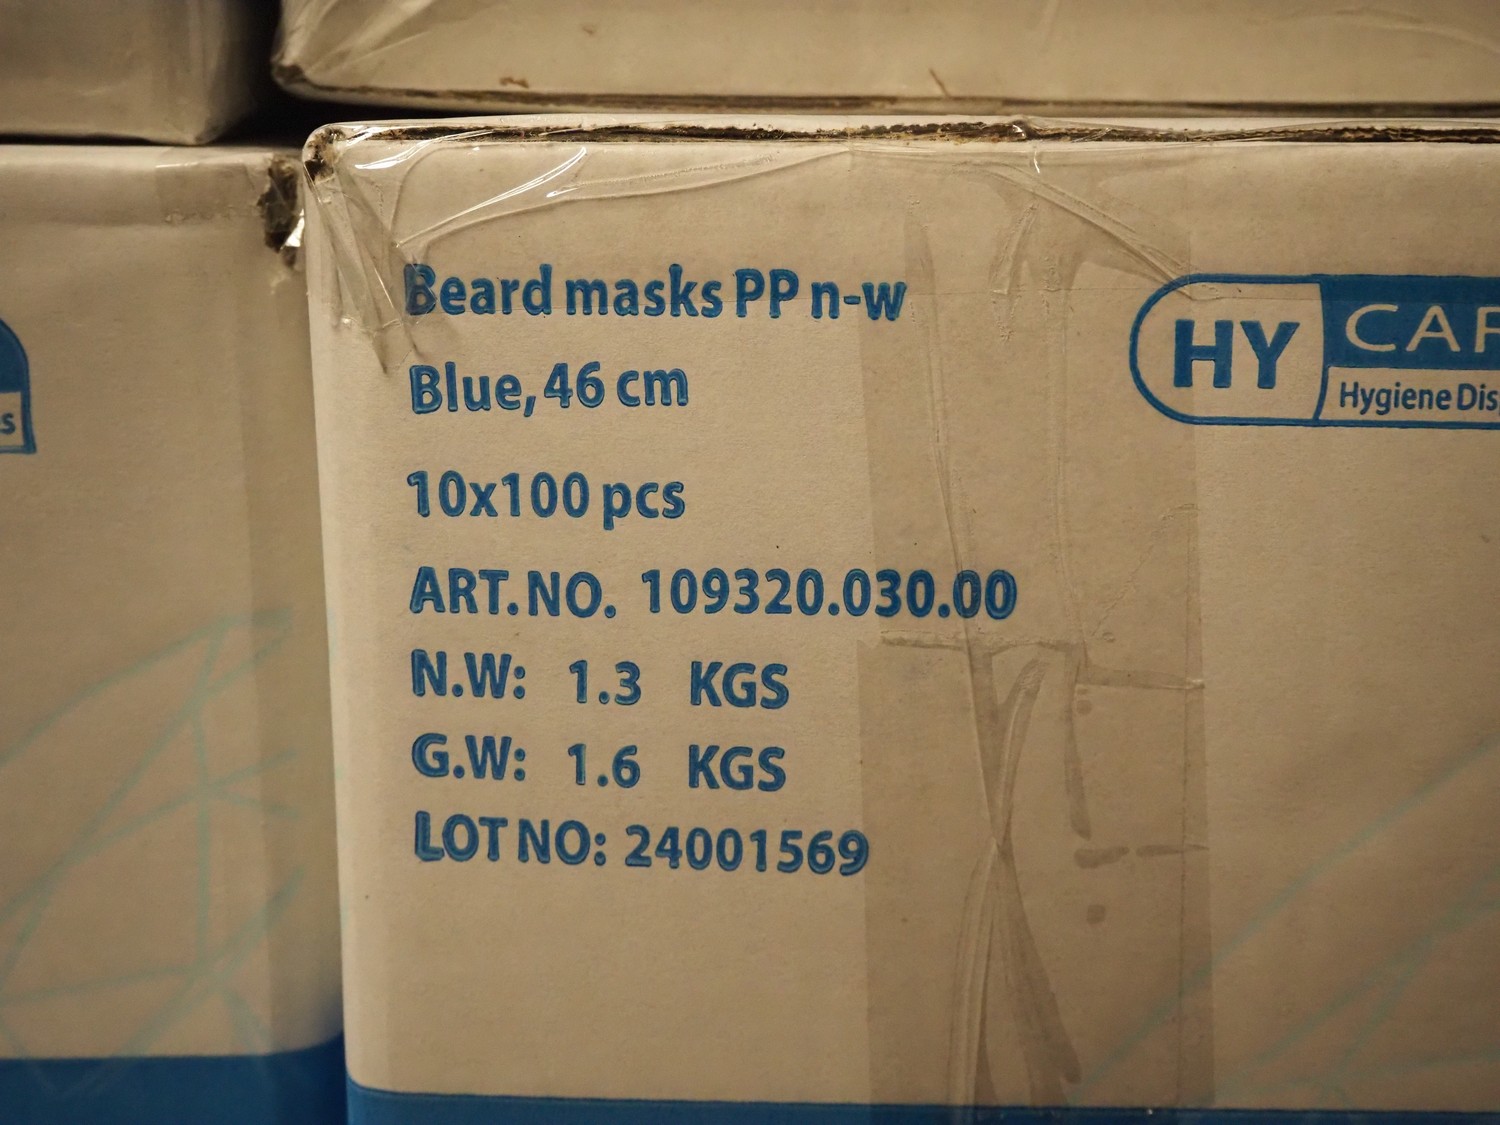 Beard masks PP n-w
Blue, 46 cm
10x100 pcs
ART.NO. 109320.030.00
N.W: 1.3 KGS
G.W: 1.6 KGS
LOT NO: 24001569
HY
Hygiene